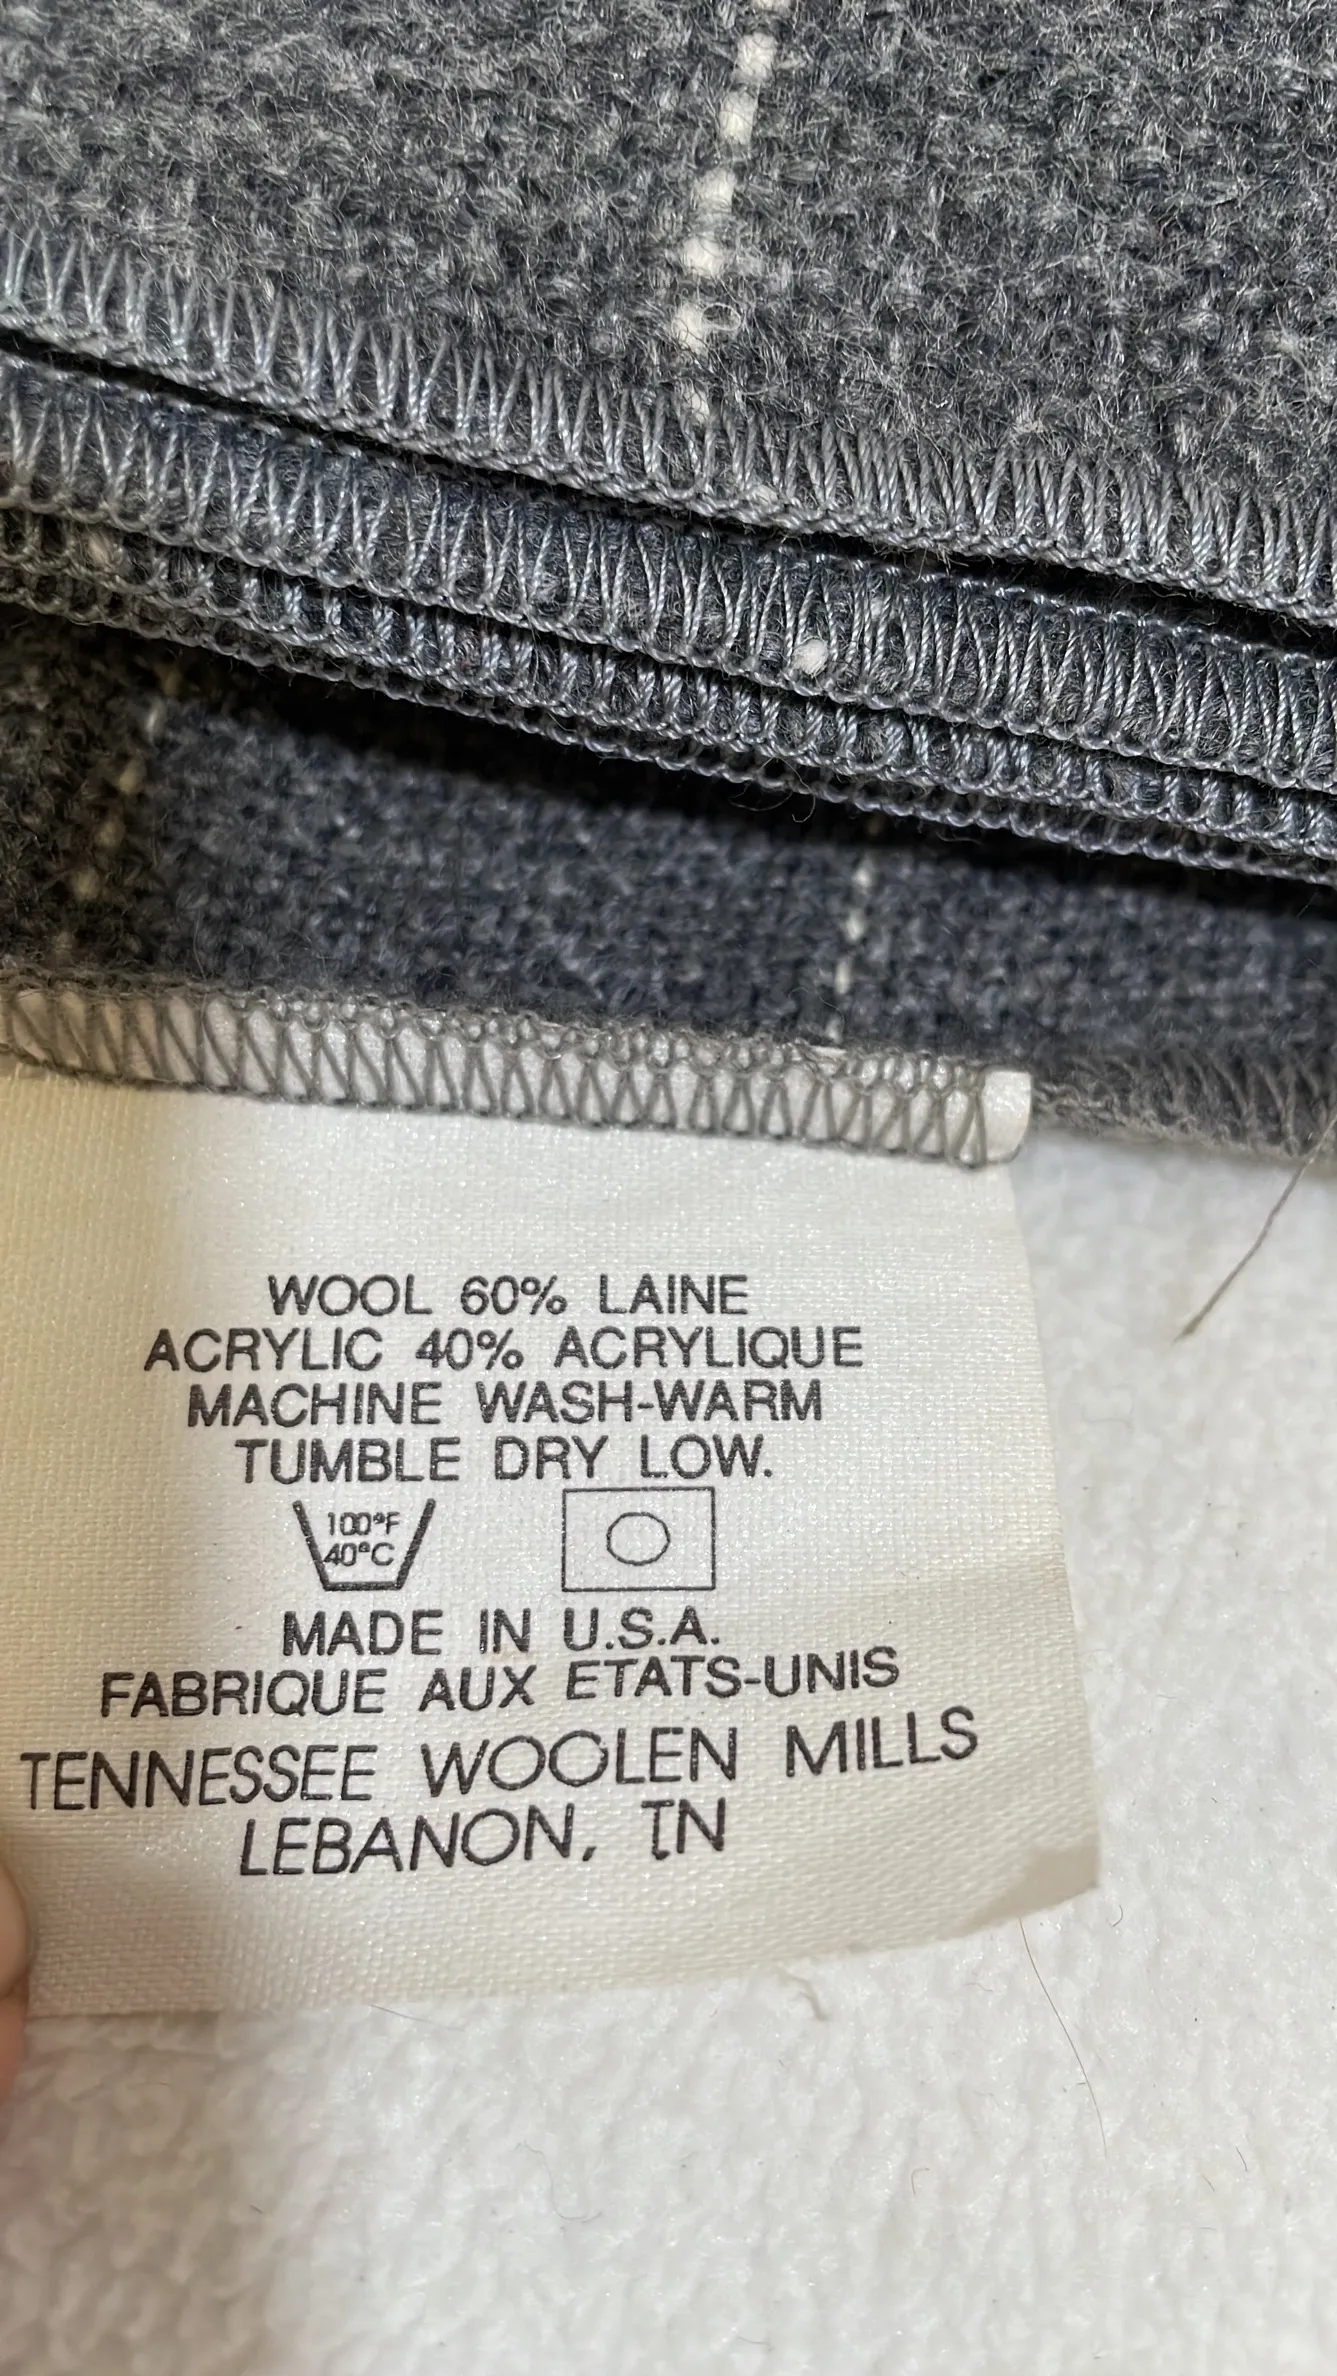 WOOL 60% LAINE
ACRYLIC 40% ACRYLIQUE
MACHINE WASH-WARM
TUMBLE DRY LOW.
100°F
40°C
MADE IN U.S.A.
FABRIQUE AUX ETATS-UNIS
TENNESSEE WOOLEN MILLS
LEBANON, TN